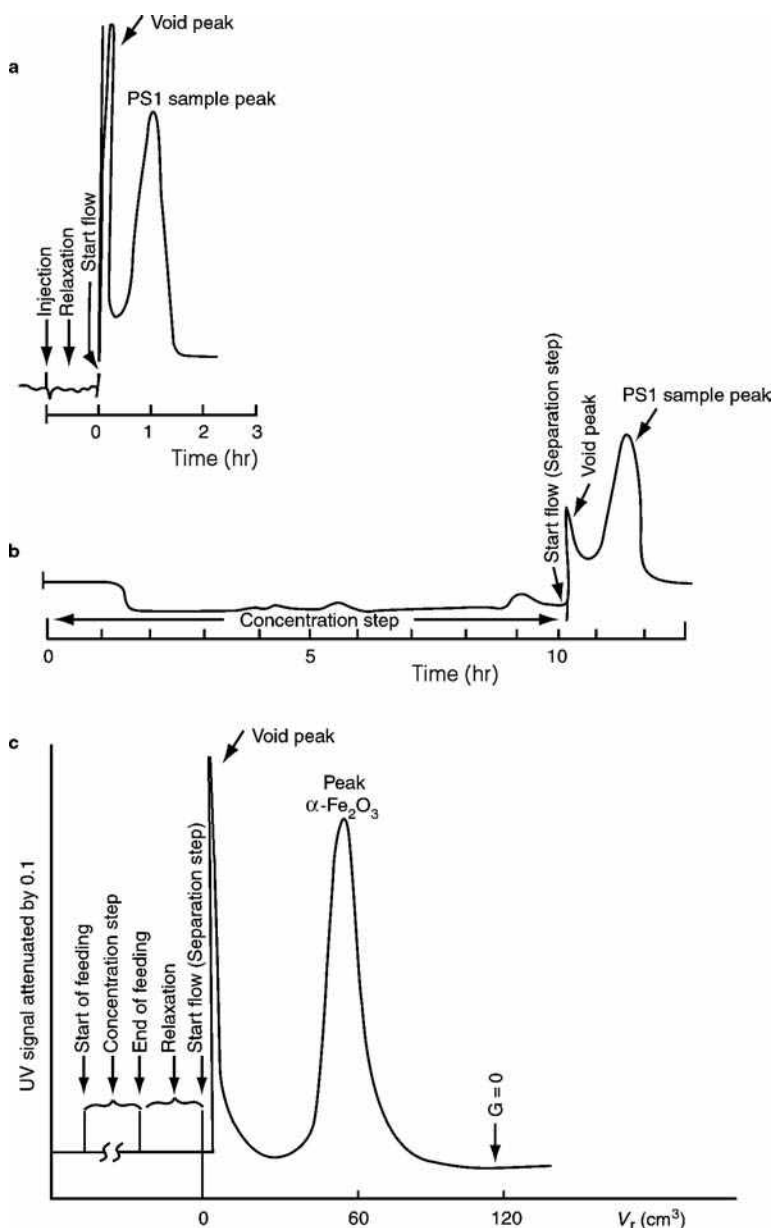 a
Void peak
PS1 sample peak
Injection
Relaxation
Start flow
0 1 2 3
Time (hr)
b
Start flow (Separation step)
Void peak
PS1 sample peak
Concentration step
0 5 10
Time (hr)
c
Void peak
Peak
α-Fe₂O₃
UV signal attenuated by 0.1
Start of feeding
Concentration step
End of feeding
Relaxation
Start flow (Separation step)
G = 0
0 60 120 Vr (cm³)